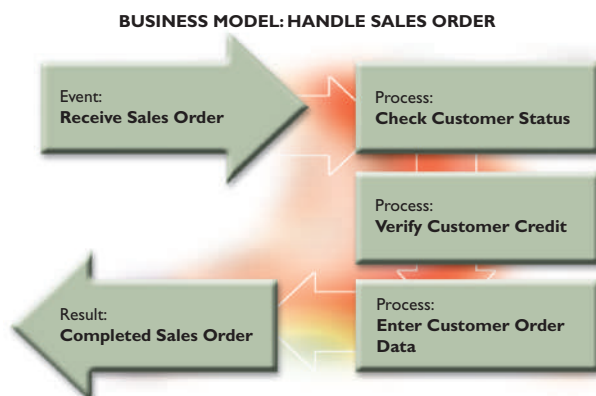 BUSINESS MODEL: HANDLE SALES ORDER
Event:
Receive Sales Order
Process:
Check Customer Status
Process:
Verify Customer Credit
Process:
Enter Customer Order
Data
Result:
Completed Sales Order